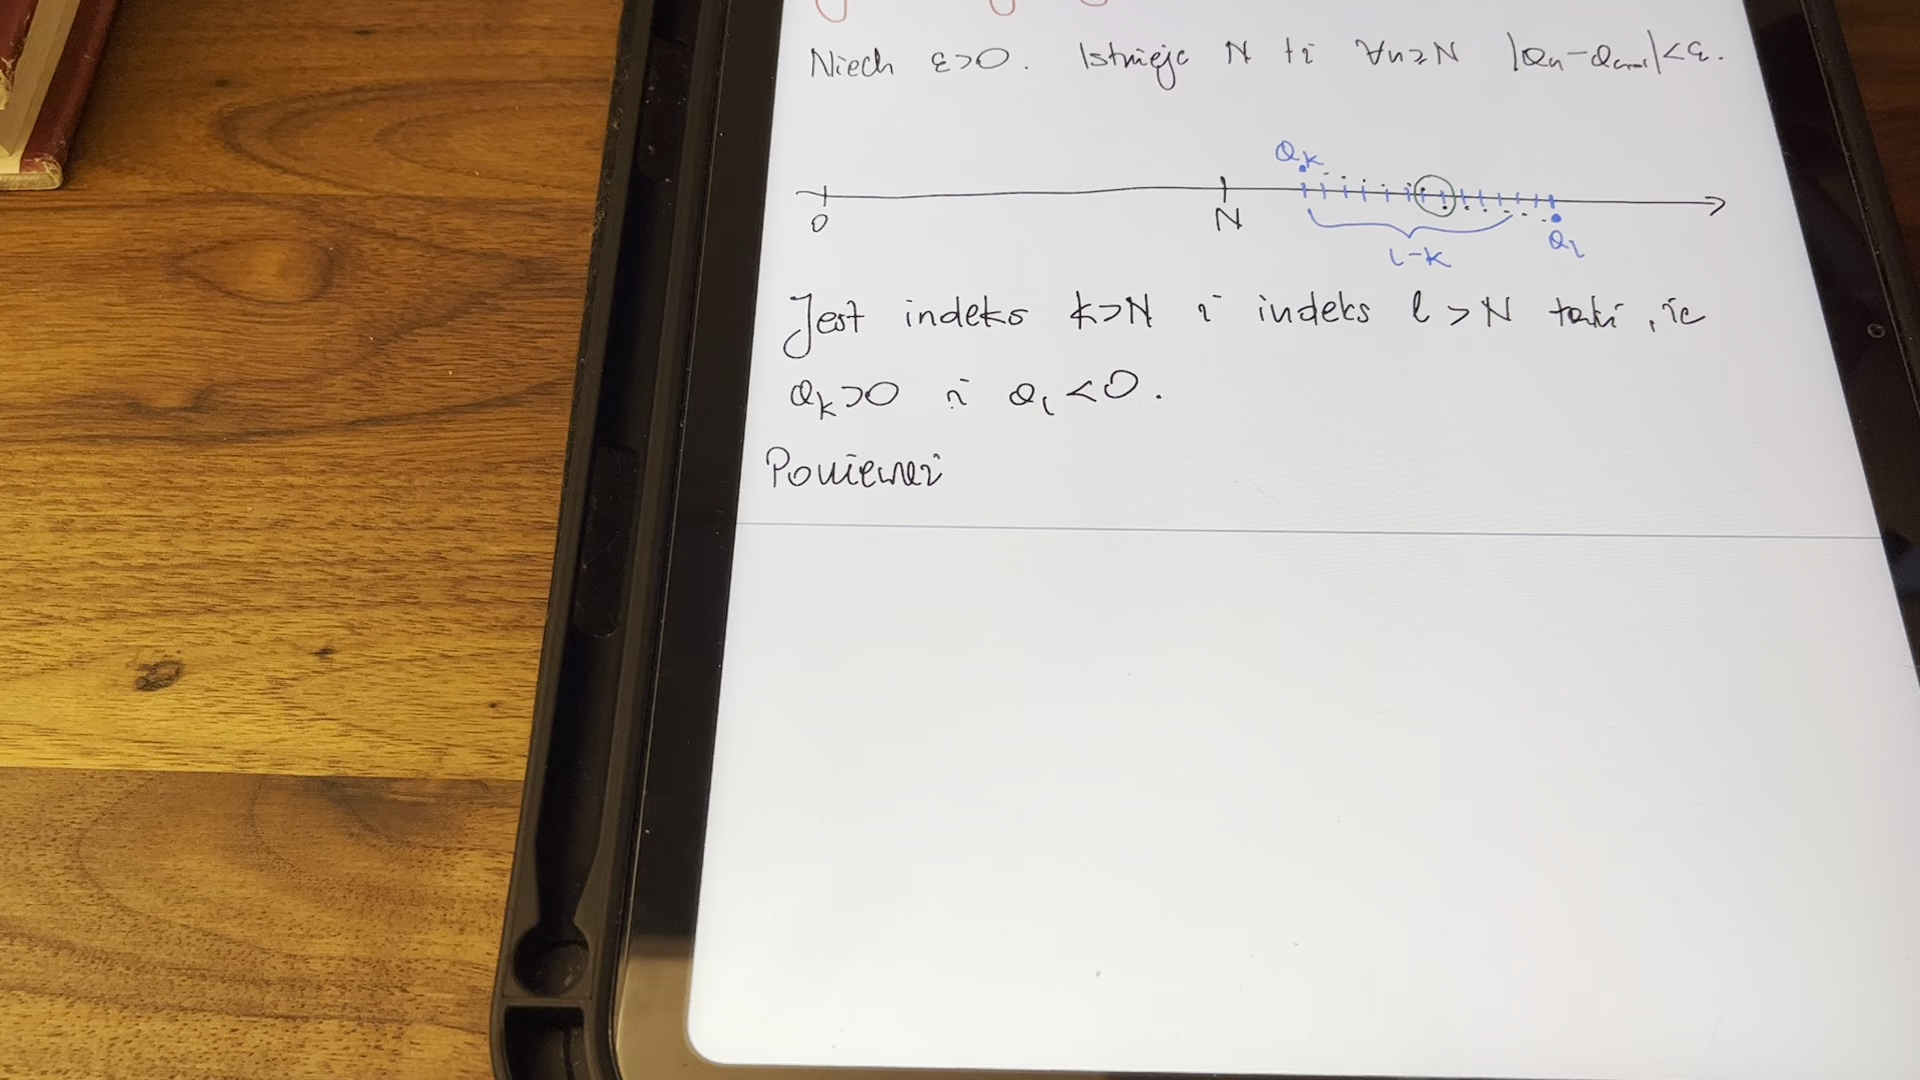 Niech ε>0. Istnieje N tż ∀n≥N |a_n-a_{n+1}|<ε.
a_k
0 N
l-k a_l
Jest indeks k>N i indeks l>N taki, że
a_k>0 i a_l<0.
Ponieważ